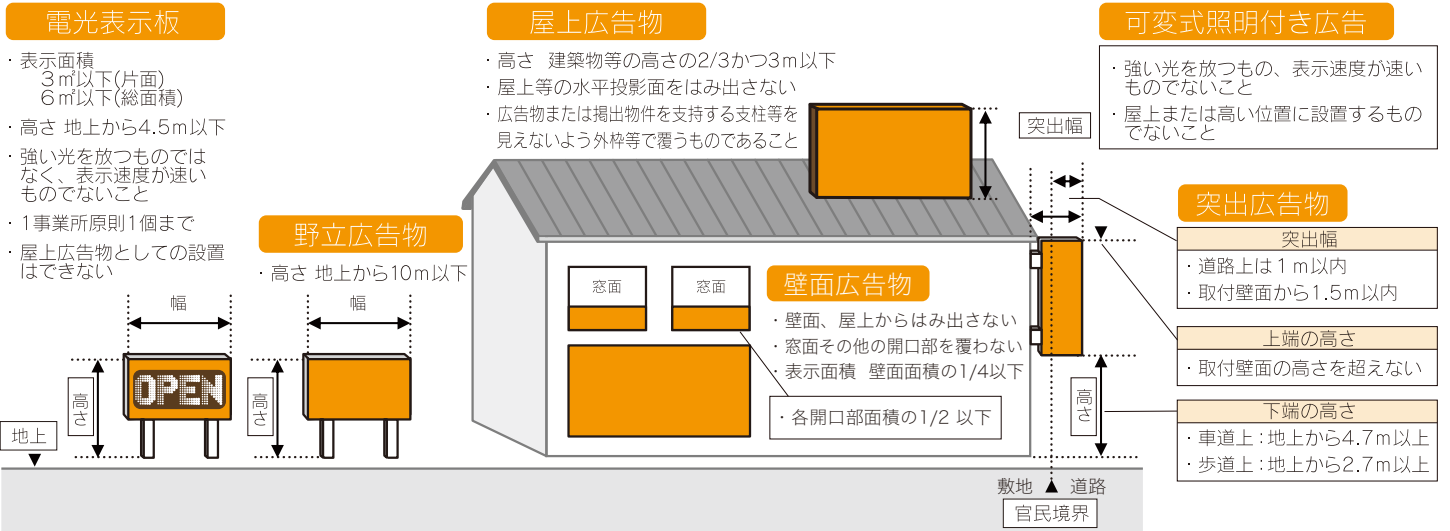 電光表示板
・表示面積
3㎡以下(片面)
6㎡以下(総面積)
・高さ 地上から4.5m以下
・強い光を放つものでは
なく、表示速度が速い
ものでないこと
・1事業所原則1個まで
・屋上広告物としての設置
はできない
幅
OPEN
高さ
地上
野立広告物
・高さ 地上から10m以下
幅
高さ
屋上広告物
・高さ 建築物等の高さの2/3かつ3m以下
・屋上等の水平投影面をはみ出さない
・広告物または掲出物件を支持する支柱等を
見えないよう外枠等で覆うものであること
窓面
窓面
壁面広告物
・壁面、屋上からはみ出さない
・窓面その他の開口部を覆わない
・表示面積 壁面面積の1/4以下
・各開口部面積の1/2 以下
可変式照明付き広告
・強い光を放つもの、表示速度が速い
ものでないこと
・屋上または高い位置に設置するもの
でないこと
突出幅
突出広告物
突出幅
・道路上は1m以内
・取付壁面から1.5m以内
上端の高さ
・取付壁面の高さを超えない
下端の高さ
・車道上：地上から4.7m以上
・歩道上：地上から2.7m以上
高さ
敷地 ▲ 道路
官民境界